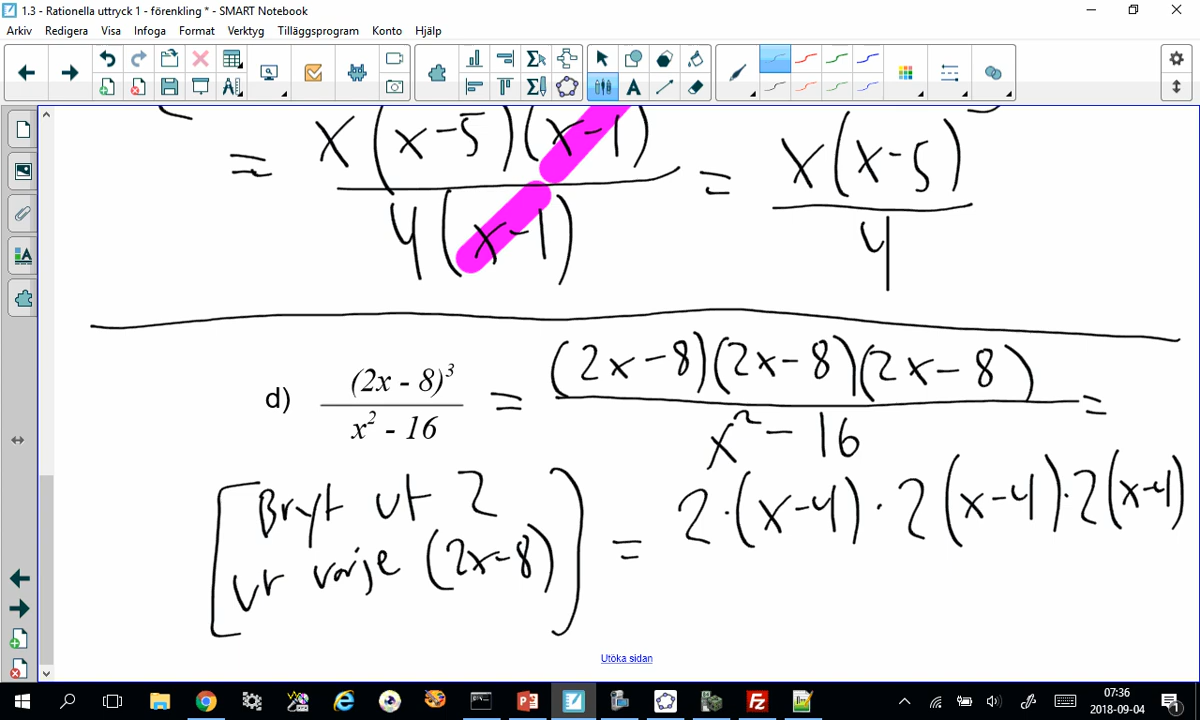 1.3 - Rationella uttryck 1 - förenkling * - SMART Notebook
Arkiv Redigera Visa Infoga Format Verktyg Tilläggsprogram Konto Hjälp
= x(x-5)(x-1) / 4(x-1) = x(x-5) / 4
d) (2x - 8)³ / x² - 16 = (2x-8)(2x-8)(2x-8) / x²-16 =
[Bryt ut 2
ur varje (2x-8)] = 2·(x-4)·2(x-4)·2(x-4)
Utöka sidan
07:36
2018-09-04